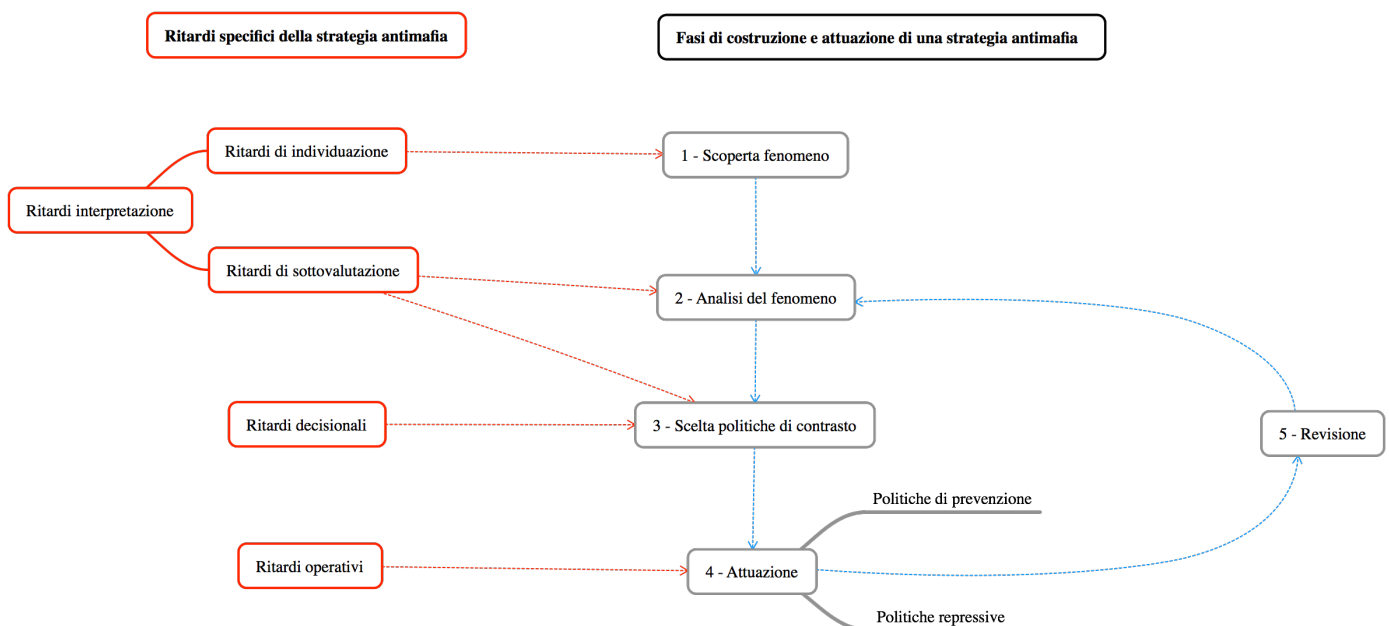 Ritardi specifici della strategia antimafia
Fasi di costruzione e attuazione di una strategia antimafia
Ritardi di individuazione
1 - Scoperta fenomeno
Ritardi interpretazione
Ritardi di sottovalutazione
2 - Analisi del fenomeno
Ritardi decisionali
3 - Scelta politiche di contrasto
5 - Revisione
Politiche di prevenzione
Ritardi operativi
4 - Attuazione
Politiche repressive